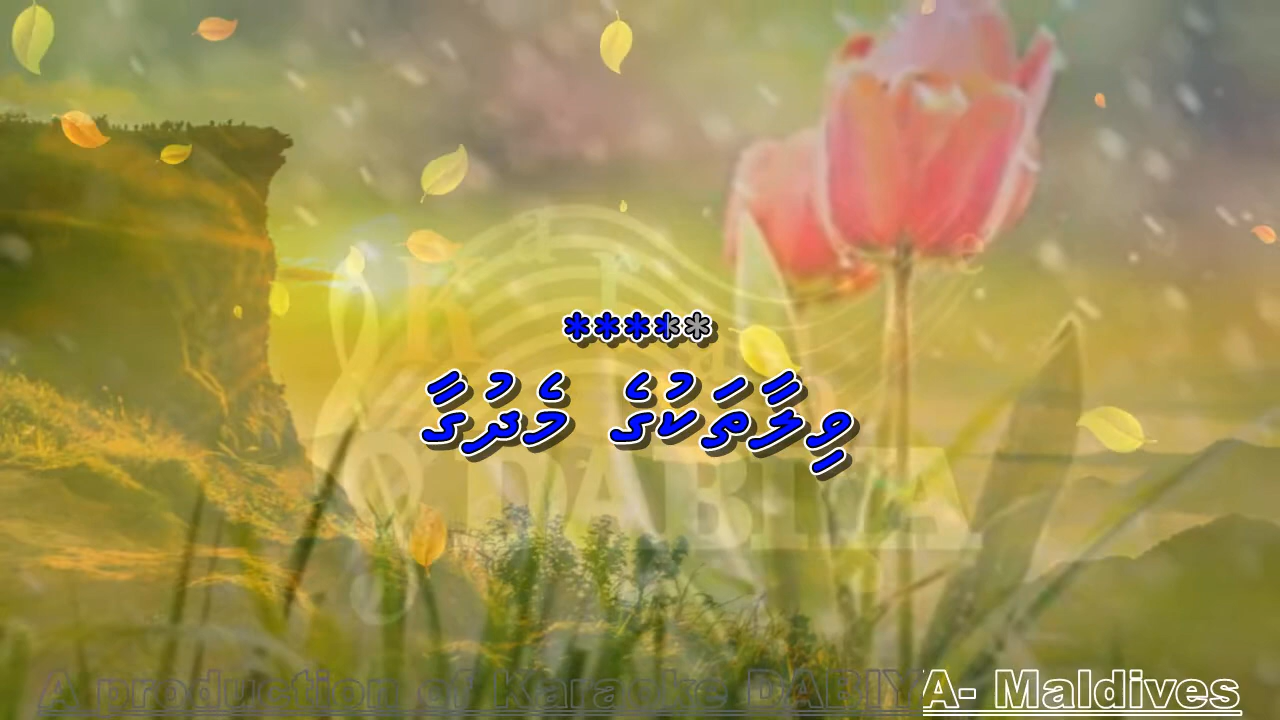 *****
ވިލާތަކުގެ މެދުގާ
A production of Karaoke DABIYA- Maldives